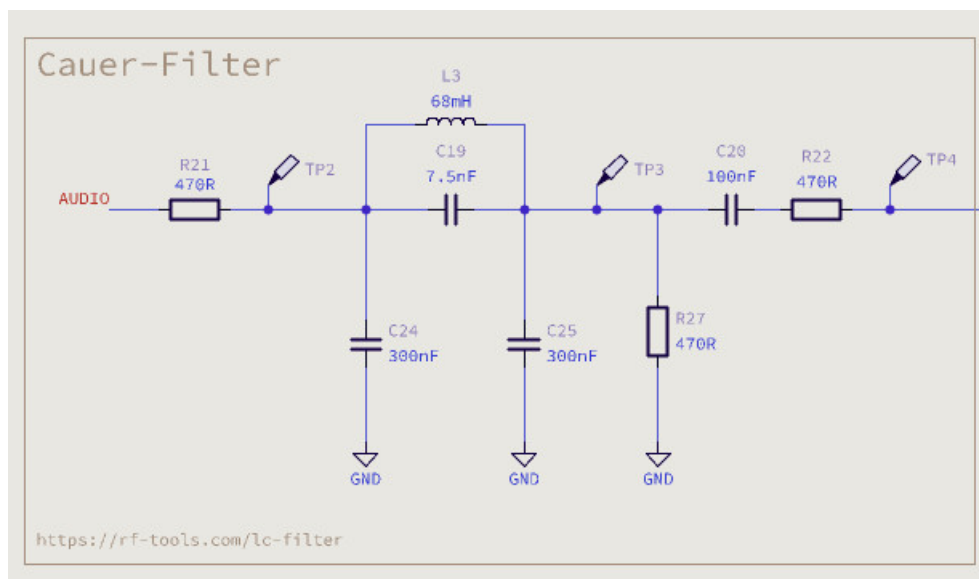 Cauer-Filter
L3
68mH
C19
7.5nF
R21
470R
TP2
TP3
C28
100nF
R22
470R
TP4
AUDIO
C24
300nF
C25
300nF
R27
470R
GND
GND
GND
https://rf-tools.com/lc-filter